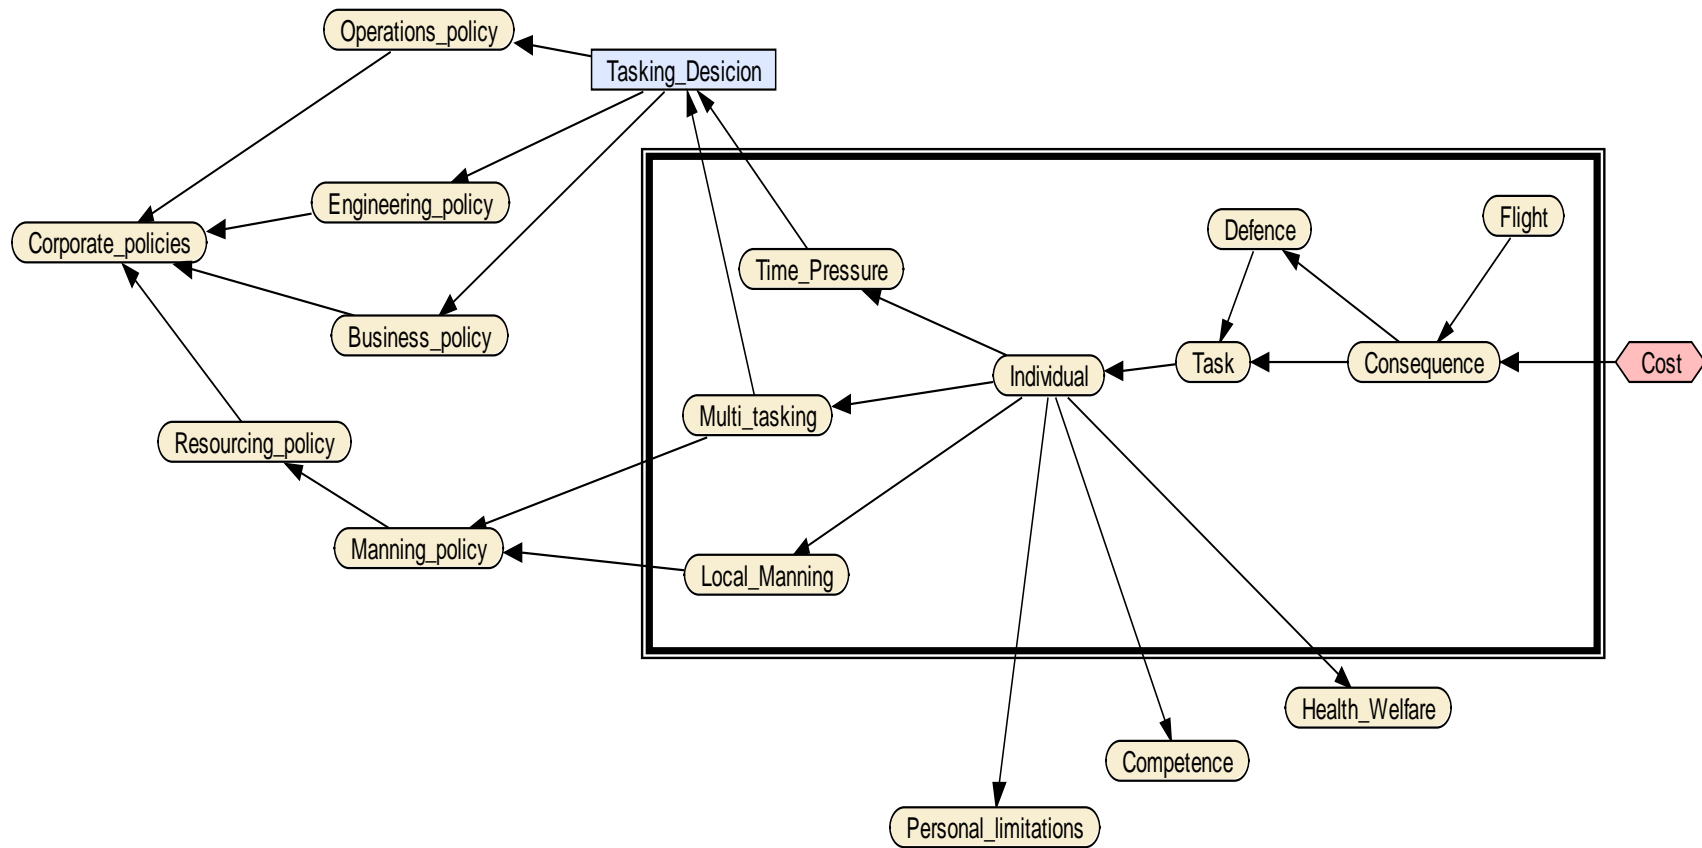 Operations_policy
Tasking_Desicion
Engineering_policy
Flight
Defence
Corporate_policies
Time_Pressure
Business_policy
Task
Consequence
Cost
Individual
Multi_tasking
Resourcing_policy
Manning_policy
Local_Manning
Health_Welfare
Competence
Personal_limitations